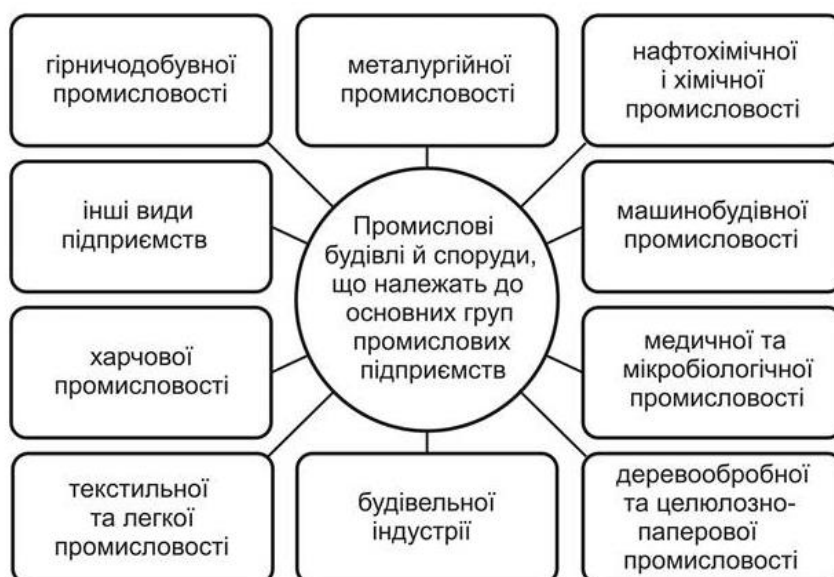 гірничодобувної
промисловості
металургійної
промисловості
нафтохімічної
і хімічної
промисловості
інші види
підприємств
Промислові
будівлі й споруди,
що належать до
основних груп
промислових
підприємств
машинобудівної
промисловості
харчової
промисловості
медичної та
мікробіологічної
промисловості
текстильної
та легкої
промисловості
будівельної
індустрії
деревообробної
та целюлозно-
паперової
промисловості